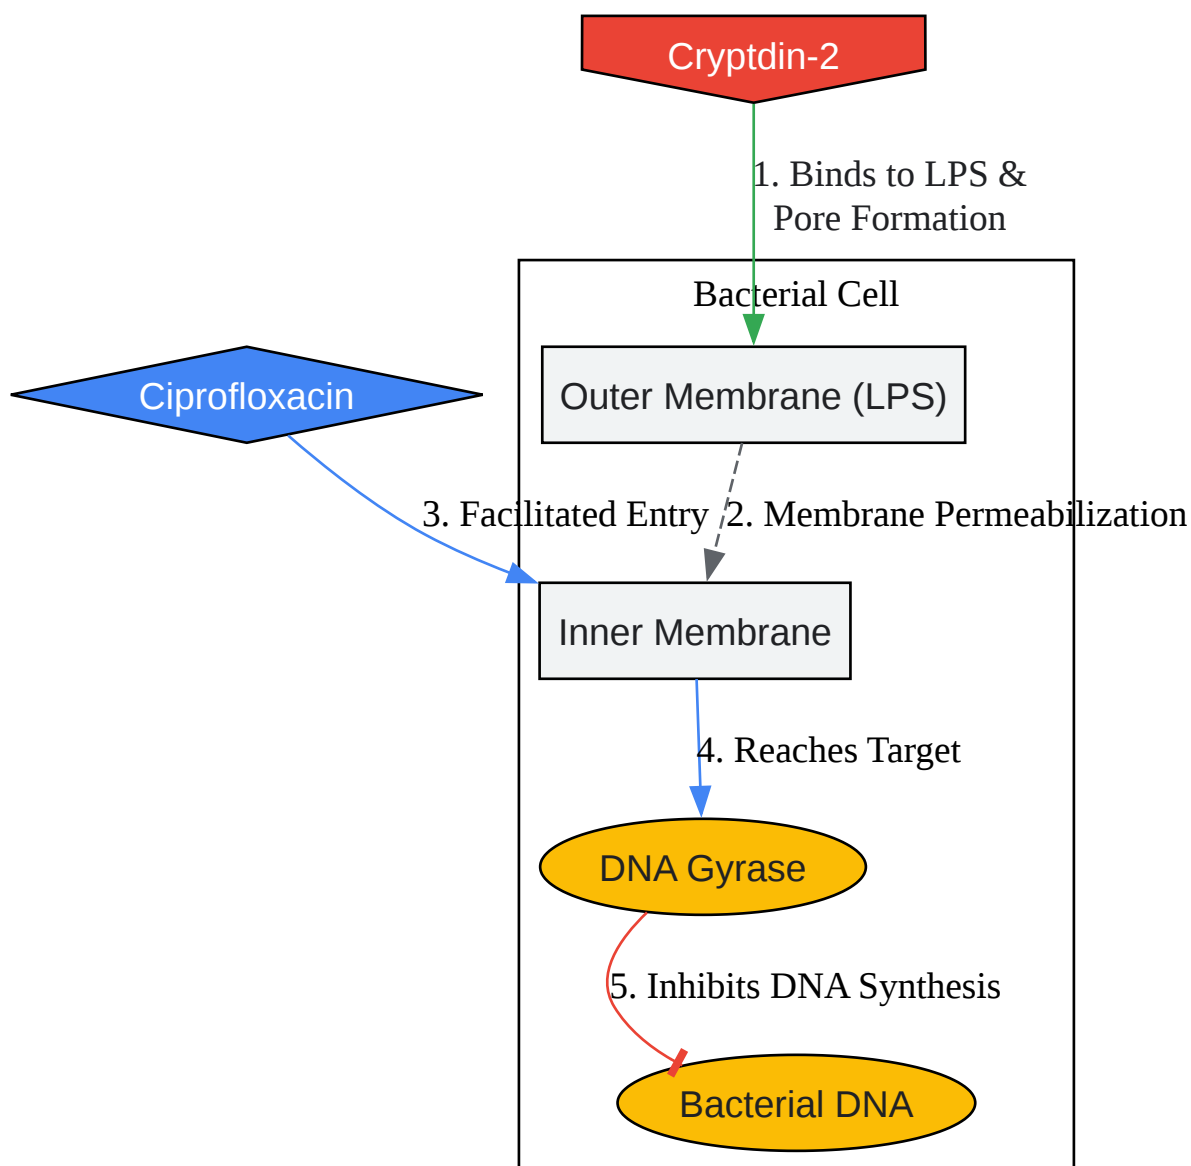 Cryptdin-2
1. Binds to LPS &
Pore Formation
Bacterial Cell
Ciprofloxacin
Outer Membrane (LPS)
3. Facilitated Entry
2. Membrane Permeabilization
Inner Membrane
4. Reaches Target
DNA Gyrase
5. Inhibits DNA Synthesis
Bacterial DNA